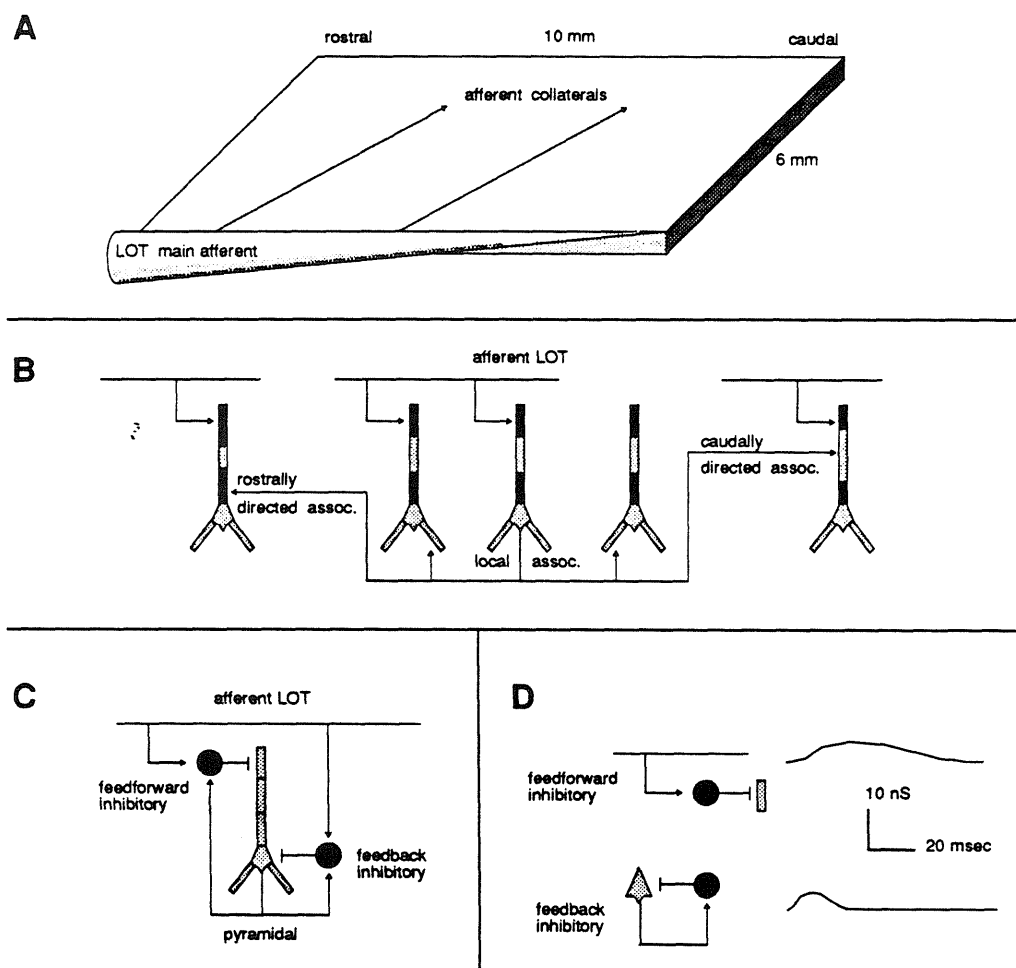 A
rostral
10 mm
caudal
afferent collaterals
6 mm
LOT main afferent
B
afferent LOT
rostrally
directed assoc.
local assoc.
caudally
directed assoc.
C
afferent LOT
feedforward
inhibitory
feedback
inhibitory
pyramidal
D
feedforward
inhibitory
10 nS
20 msec
feedback
inhibitory